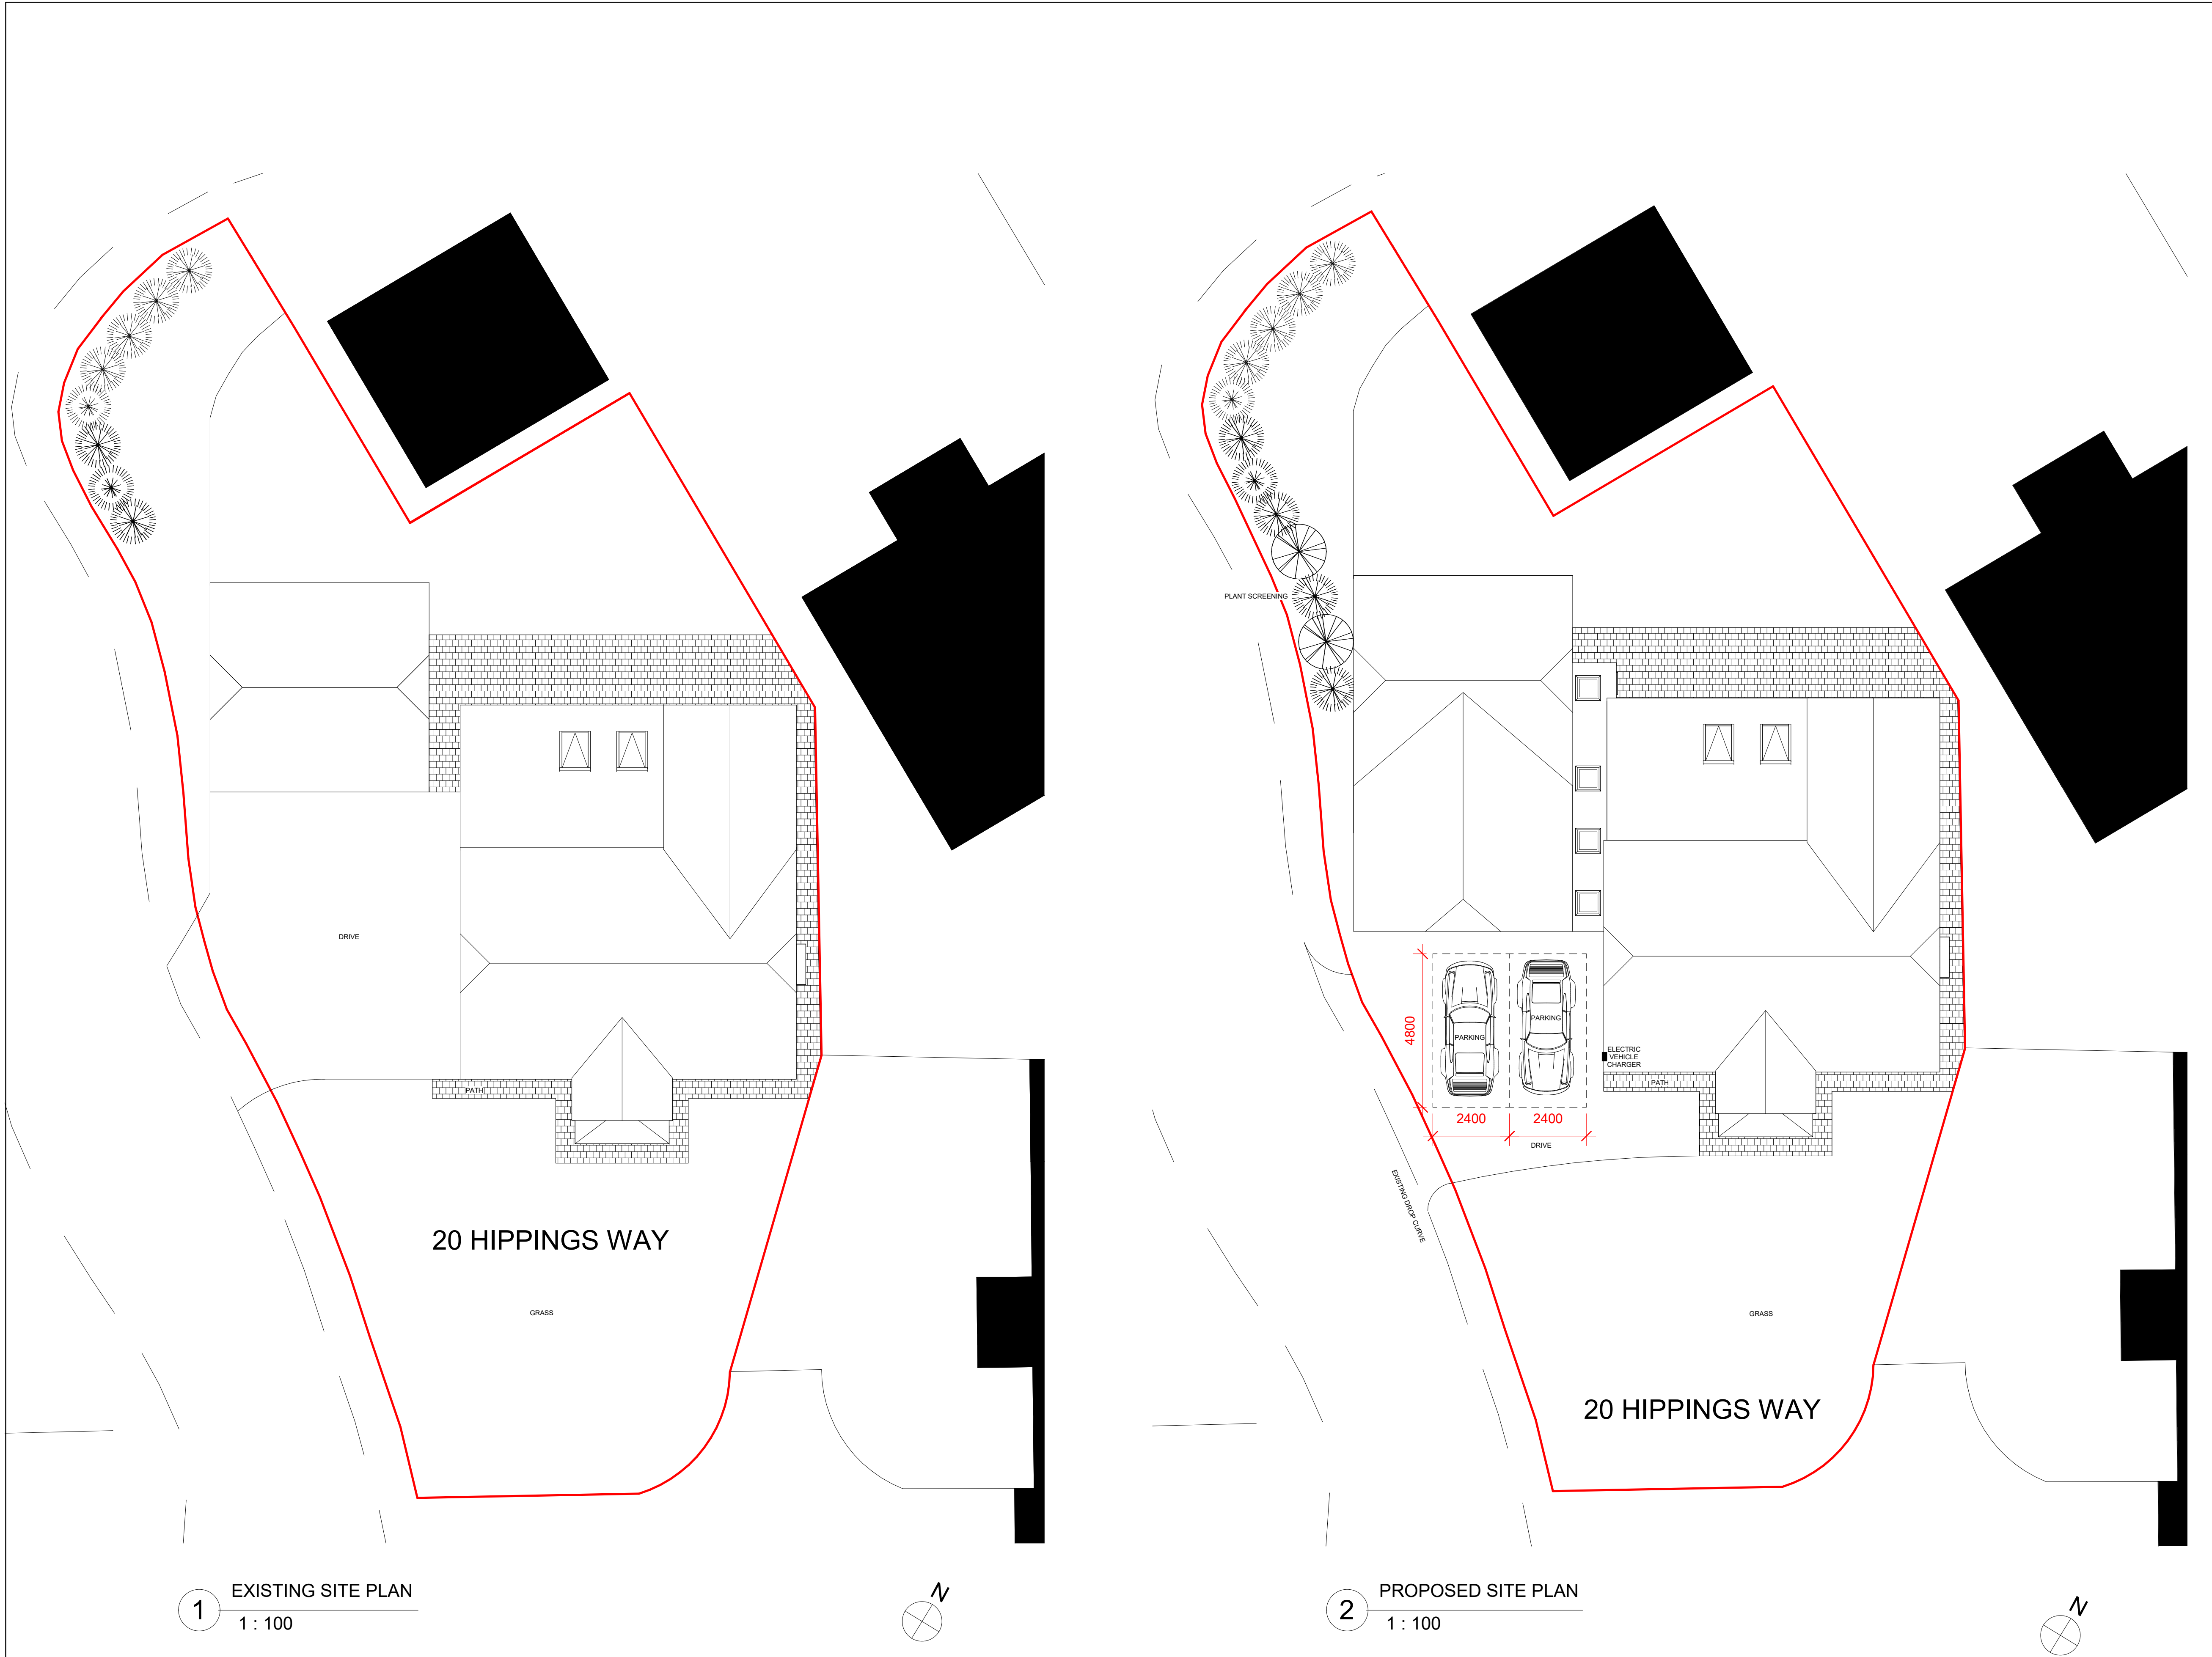 DRIVE
PATH
20 HIPPINGS WAY
GRASS
1
EXISTING SITE PLAN
1 : 100
N
PLANT SCREENING
4800
PARKING
PARKING
ELECTRIC
VEHICLE
CHARGER
PATH
2400
2400
DRIVE
EXISTING DROP CURVE
GRASS
20 HIPPINGS WAY
2
PROPOSED SITE PLAN
1 : 100
N